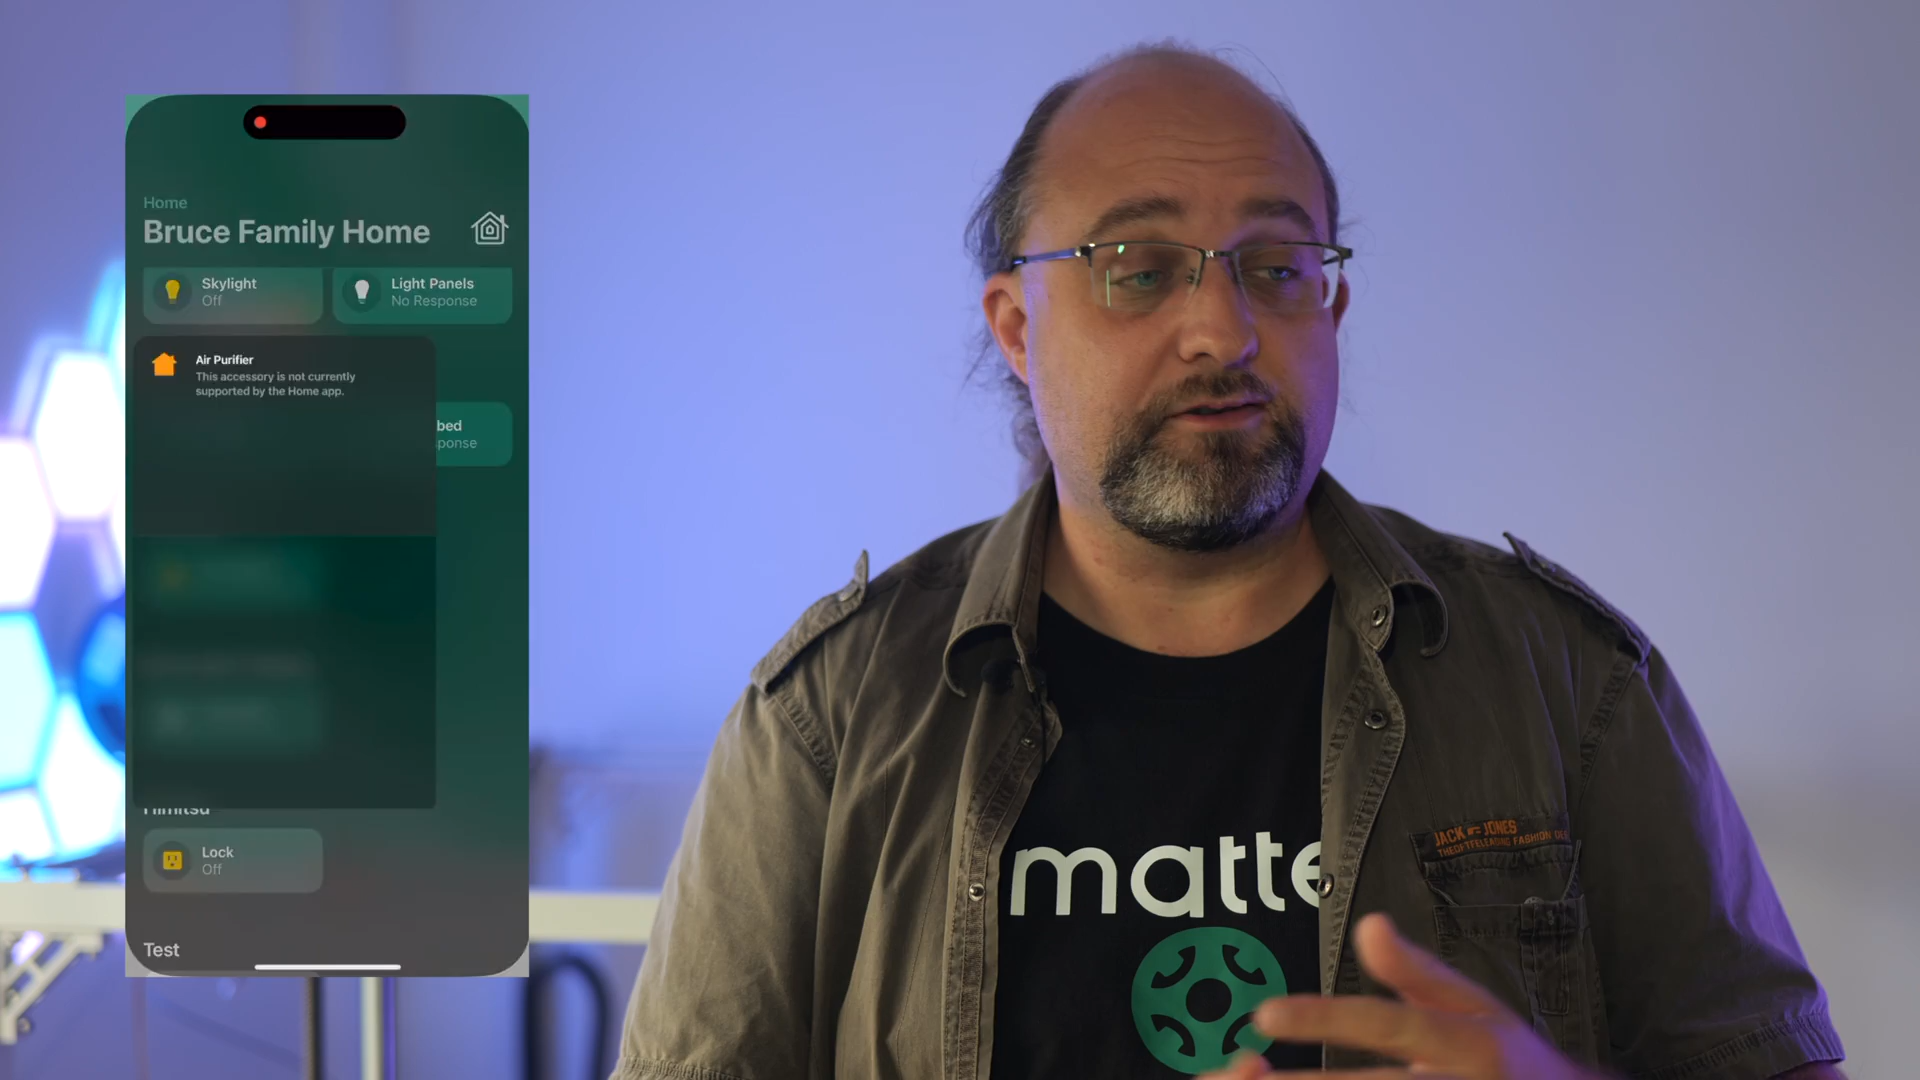 Home
Bruce Family Home
Skylight
Off
Light Panels
No Response
Air Purifier
This accessory is not currently
supported by the Home app.
bed
ponse
Lock
Off
Test
matte
JACK JONES